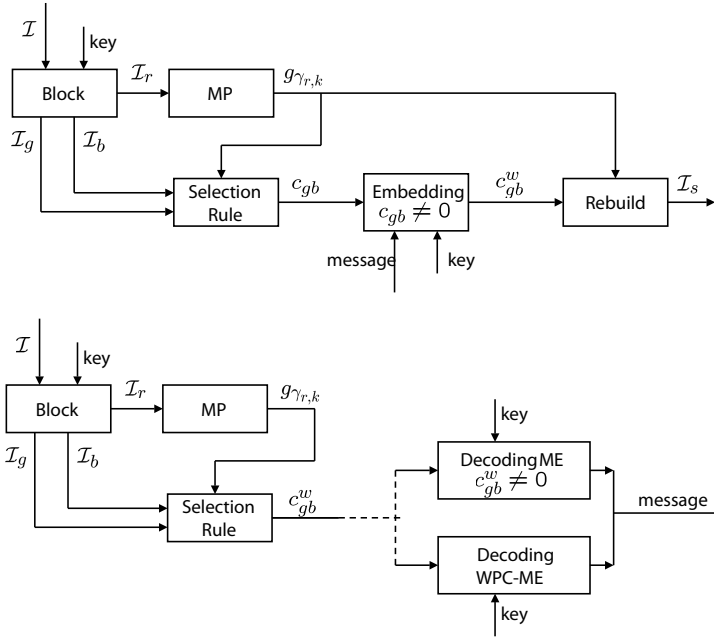 𝓘
key
Block
𝓘_r
MP
g_{γ_{r,k}}
𝓘_g
𝓘_b
Selection
Rule
c_{gb}
Embedding
c_{gb} ≠ 0
c^w_{gb}
Rebuild
𝓘_s
message
key
𝓘
key
Block
𝓘_r
MP
g_{γ_{r,k}}
𝓘_g
𝓘_b
Selection
Rule
c^w_{gb}
key
Decoding ME
c^w_{gb} ≠ 0
message
Decoding
WPC-ME
key